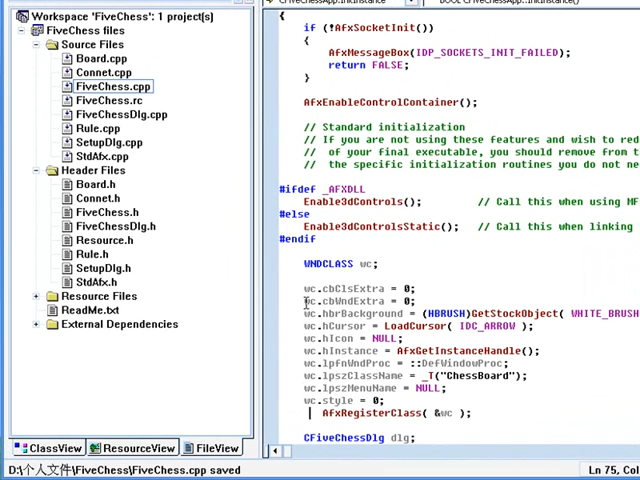 Workspace 'FiveChess': 1 project(s)
FiveChess files
Source Files
Board.cpp
Connet.cpp
FiveChess.cpp
FiveChess.rc
FiveChessDlg.cpp
Rule.cpp
SetupDlg.cpp
StdAfx.cpp
Header Files
Board.h
Connet.h
FiveChess.h
FiveChessDlg.h
Resource.h
Rule.h
SetupDlg.h
StdAfx.h
Resource Files
ReadMe.txt
External Dependencies
ClassView ResourceView FileView
{
if (!AfxSocketInit())
{
AfxMessageBox(IDP_SOCKETS_INIT_FAILED);
return FALSE;
}
AfxEnableControlContainer();
// Standard initialization
// If you are not using these features and wish to red
// of your final executable, you should remove from t
// the specific initialization routines you do not ne
#ifdef _AFXDLL
Enable3dControls(); // Call this when using MF
#else
Enable3dControlsStatic(); // Call this when linking
#endif
WNDCLASS wc;
wc.cbClsExtra = 0;
wc.cbWndExtra = 0;
wc.hbrBackground = (HBRUSH)GetStockObject( WHITE_BRUSH
wc.hCursor = LoadCursor( IDC_ARROW );
wc.hIcon = NULL;
wc.hInstance = AfxGetInstanceHandle();
wc.lpfnWndProc = ::DefWindowProc;
wc.lpszClassName = _T("ChessBoard");
wc.lpszMenuName = NULL;
wc.style = 0;
AfxRegisterClass( &wc );
CFiveChessDlg dlg;
D:\个人文件\FiveChess\FiveChess.cpp saved
Ln 75, Col